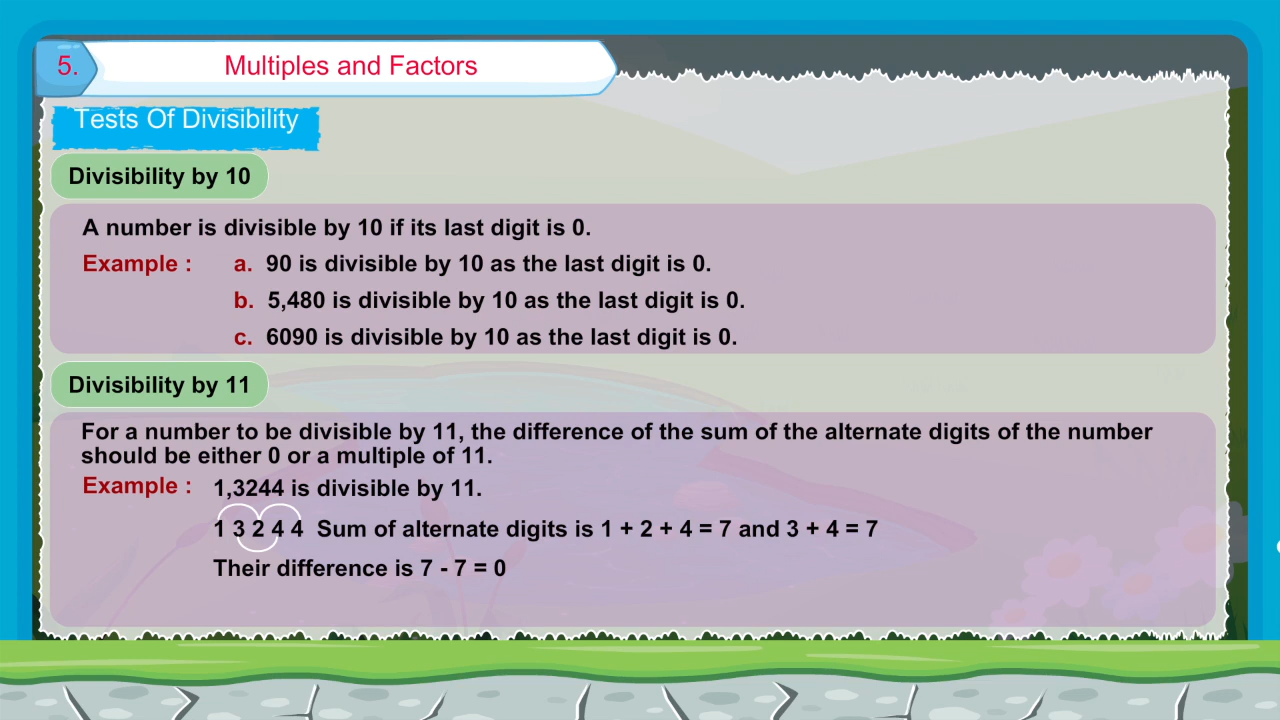 5. Multiples and Factors
Tests Of Divisibility
Divisibility by 10
A number is divisible by 10 if its last digit is 0.
Example : a. 90 is divisible by 10 as the last digit is 0.
b. 5,480 is divisible by 10 as the last digit is 0.
c. 6090 is divisible by 10 as the last digit is 0.
Divisibility by 11
For a number to be divisible by 11, the difference of the sum of the alternate digits of the number
should be either 0 or a multiple of 11.
Example : 1,3244 is divisible by 11.
1 3 2 4 4 Sum of alternate digits is 1 + 2 + 4 = 7 and 3 + 4 = 7
Their difference is 7 - 7 = 0